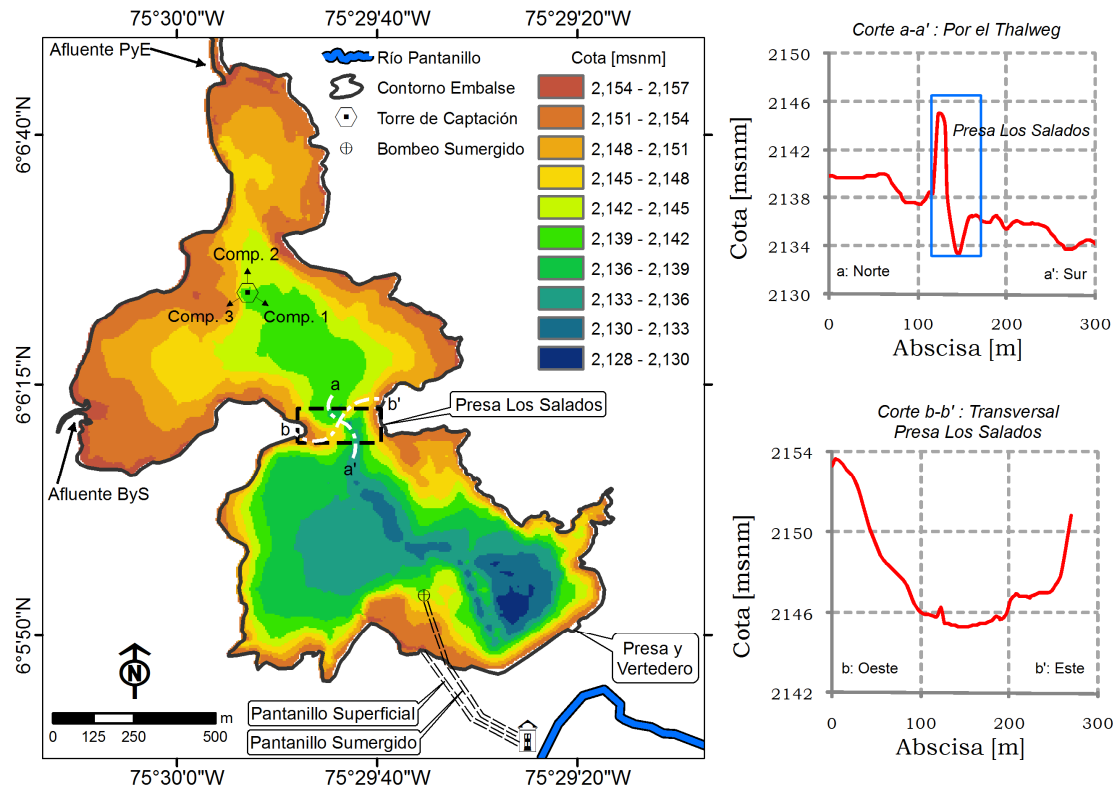 75°30'00"W
75°29'40"W
75°29'20"W
Afluente PyE
Río Pantanillo
Contorno Embalse
Torre de Captación
Bombeo Sumergido
Cota [msnm]
2,154 - 2,157
2,151 - 2,154
2,148 - 2,151
2,145 - 2,148
2,142 - 2,145
2,139 - 2,142
2,136 - 2,139
2,133 - 2,136
2,130 - 2,133
2,128 - 2,130
6°6'40"N
6°6'15"N
6°5'50"N
Comp. 2
Comp. 3
Comp. 1
a
b'
b
a'
Presa Los Salados
Afluente ByS
Presa y
Vertedero
Pantanillo Superficial
Pantanillo Sumergido
N
0 125 250 500
m
75°30'00"W
75°29'40"W
75°29'20"W
Corte a-a' : Por el Thalweg
Cota [msnm]
2150
2146
2142
2138
2134
2130
Presa Los Salados
a: Norte
a': Sur
0 100 200 300
Abscisa [m]
Corte b-b' : Transversal
Presa Los Salados
Cota [msnm]
2154
2150
2146
2142
b: Oeste
b': Este
0 100 200 300
Abscisa [m]